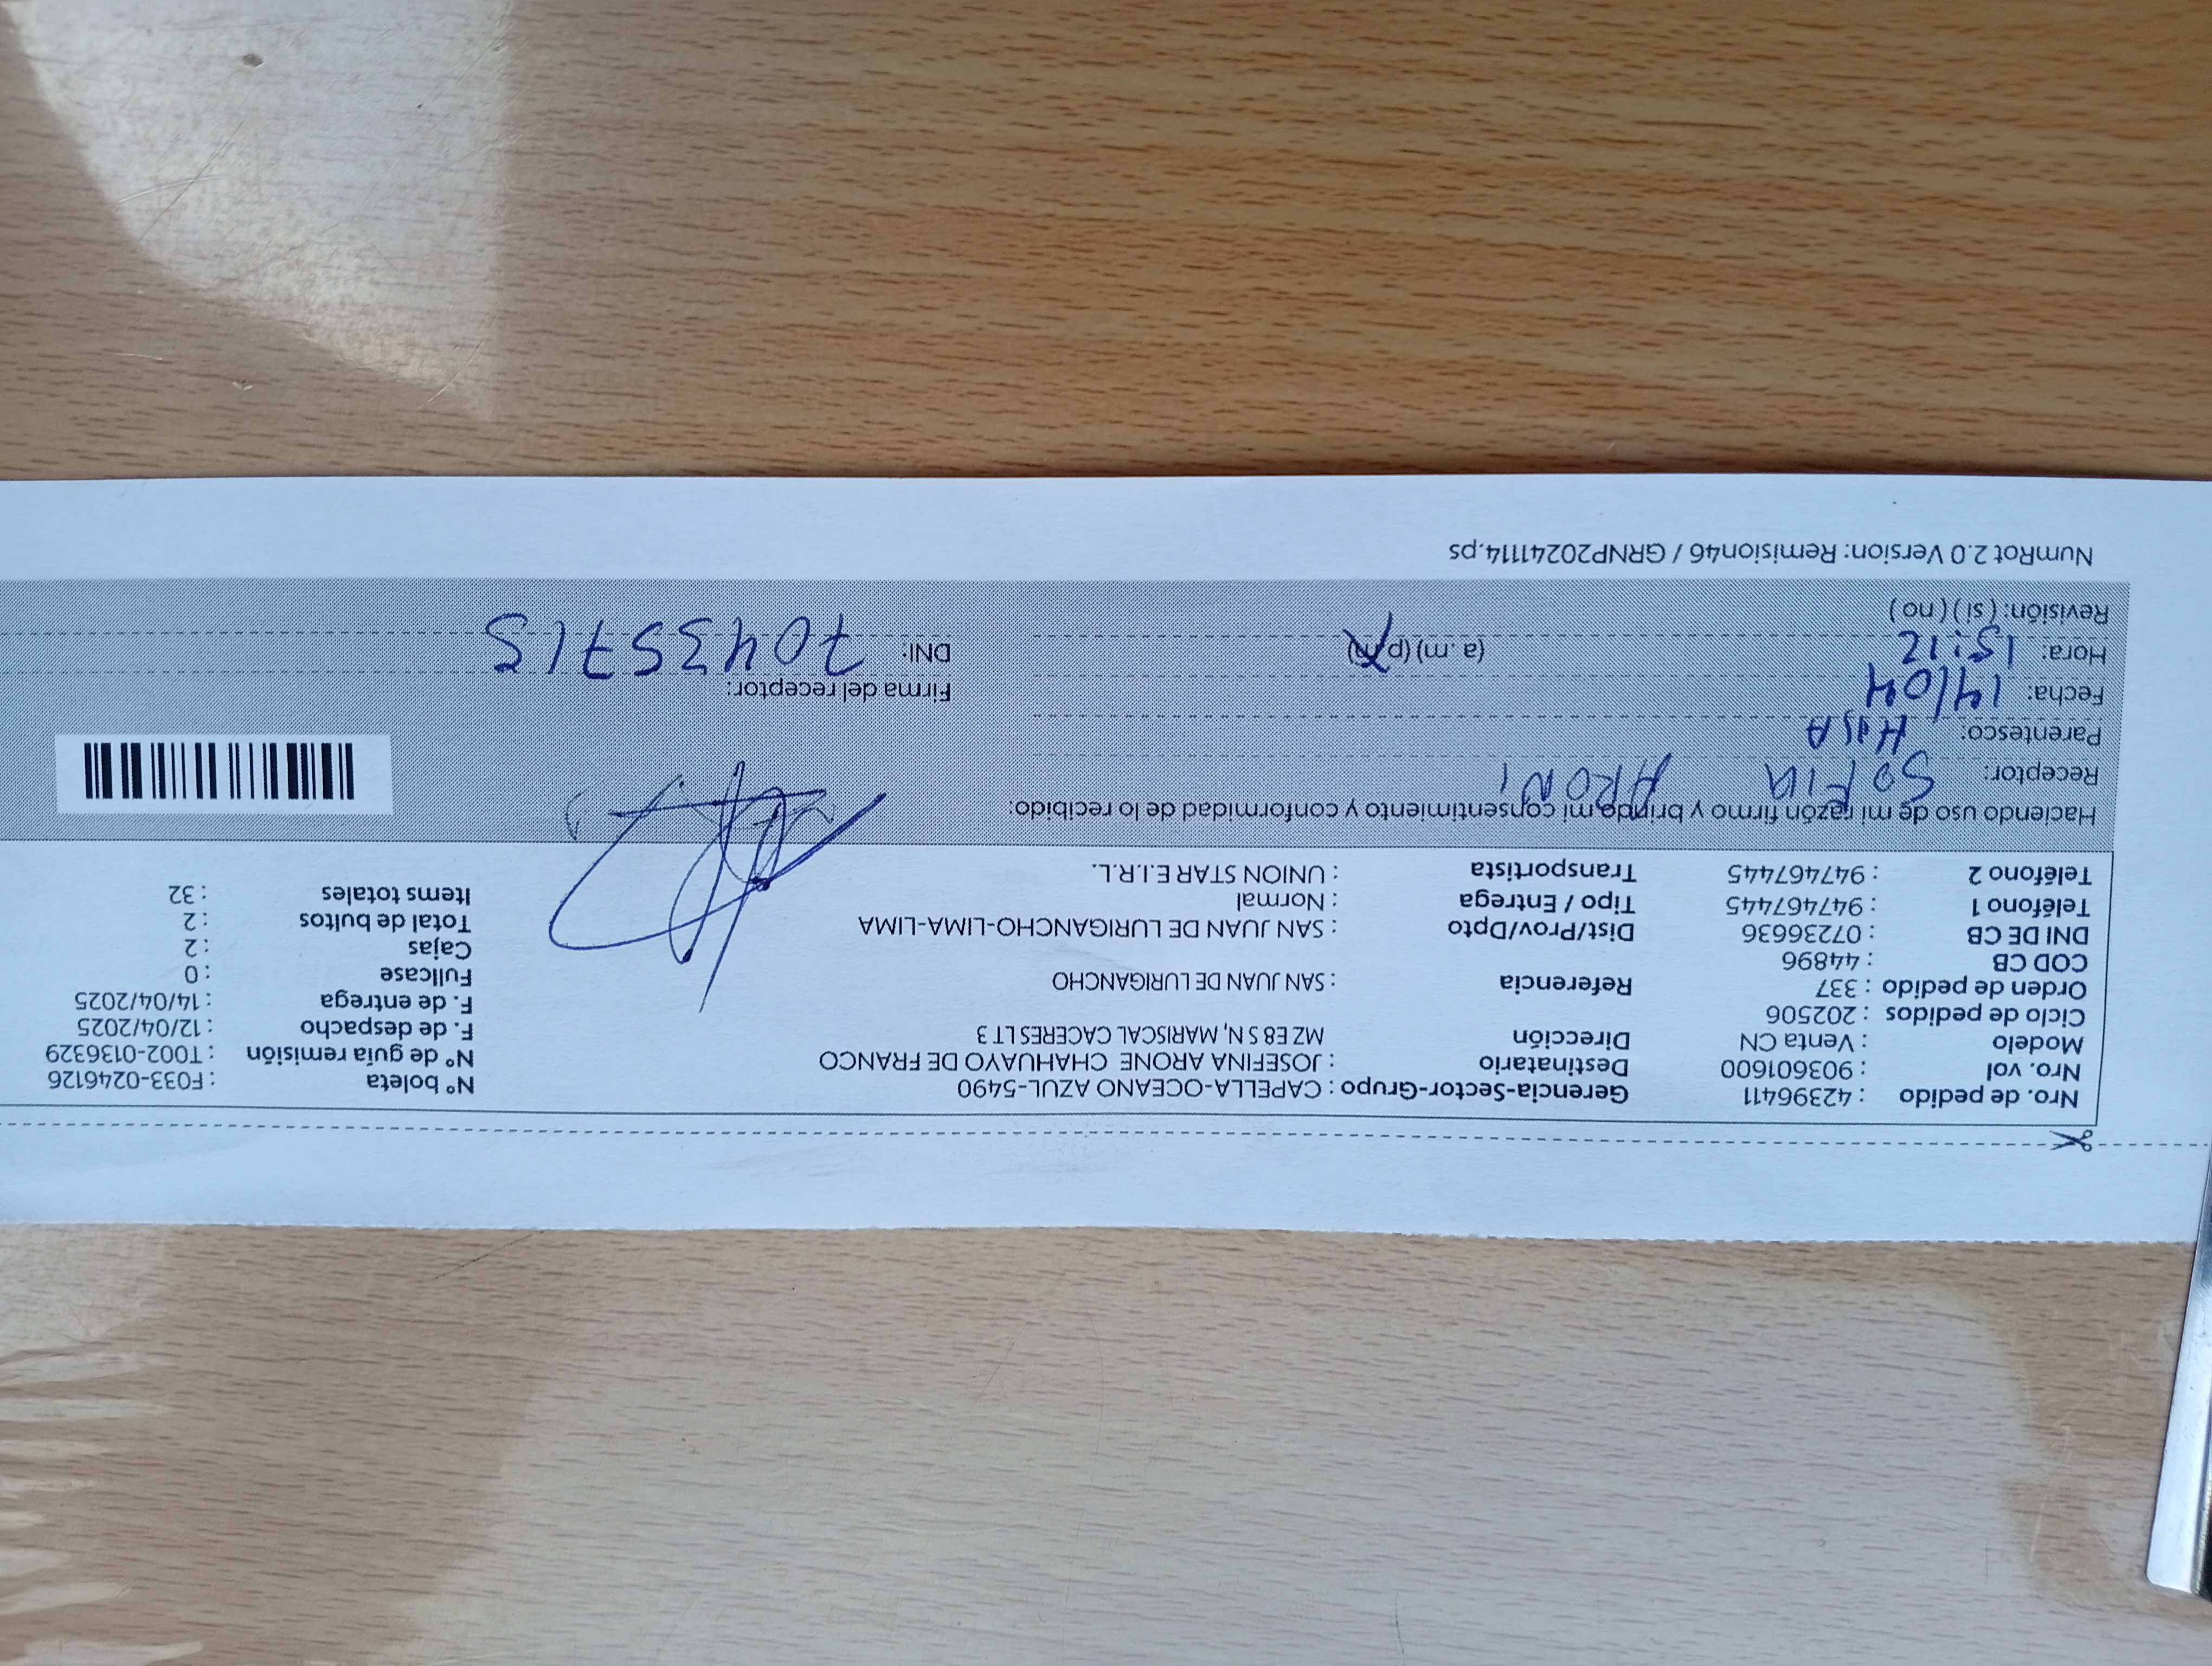 Nro. de pedido : 42396411 Gerencia-Sector-Grupo : CAPELLA-OCEANO AZUL-5490 N° boleta : F033-0246126
Nro. vol : 903601600 Destinatario : JOSEFINA ARONE CHAHUAYO DE FRANCO N° de guía remisión : T002-0136329
Modelo : Venta CN Dirección MZ E8 S N, MARISCAL CACERES LT 3 F. de despacho : 12/04/2025
Ciclo de pedidos : 202506 F. de entrega : 14/04/2025
Orden de pedido : 337 Referencia : SAN JUAN DE LURIGANCHO Fullcase : 0
COD CB : 44896 Cajas : 2
DNI DE CB : 07236636 Dist/Prov/Dpto : SAN JUAN DE LURIGANCHO-LIMA-LIMA Total de bultos : 2
Teléfono 1 : 947467445 Tipo / Entrega : Normal Items totales : 32
Teléfono 2 : 947467445 Transportista : UNION STAR E.I.R.L.
Haciendo uso de mi razón firmo y brindo mi consentimiento y conformidad de lo recibido:
Receptor: SOFIA ARONI
Parentesco: HIJA
Fecha: 14/04 Firma del receptor:
Hora: 15:12 (a. m) (p.m) DNI: 70435715
Revisión: ( si ) ( no )
NumRot 2.0 Version: Remision46 / GRNP20241114.ps